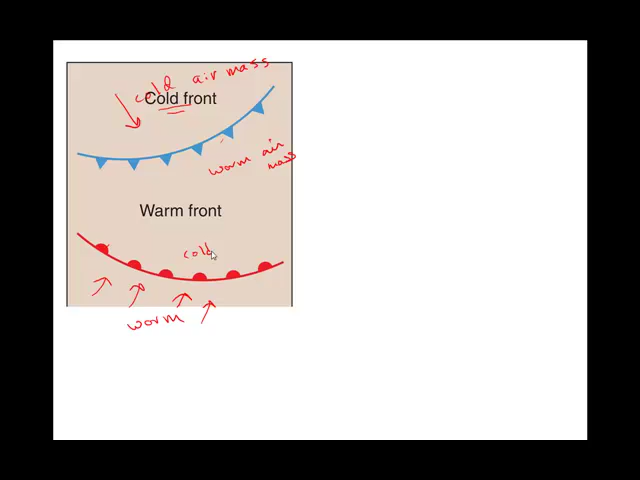 cold air mass
Cold front
warm air
mass
Warm front
cold
warm